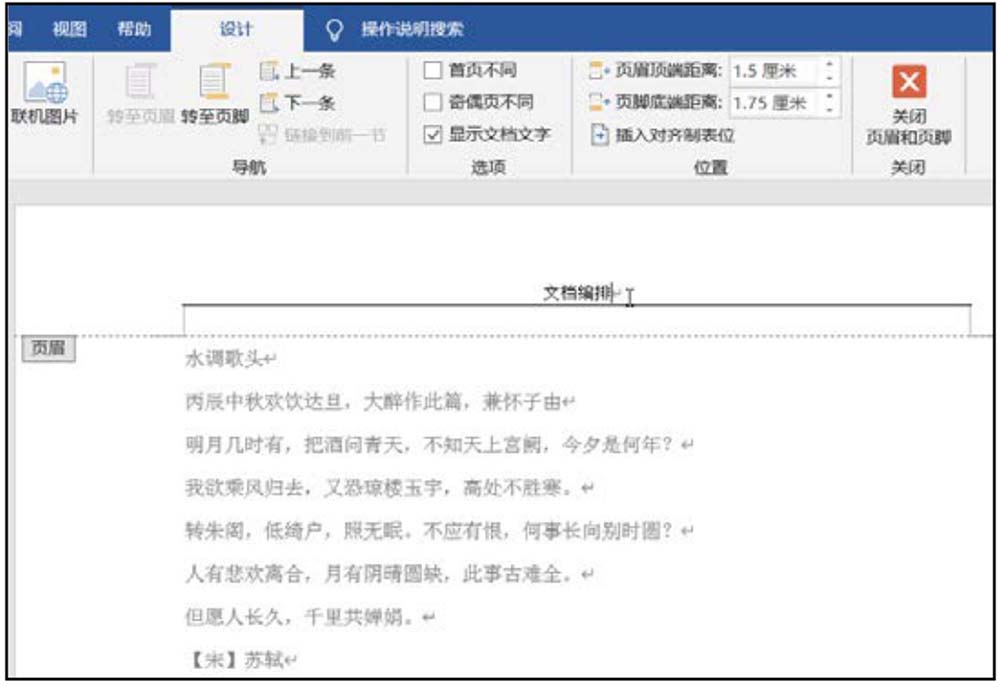 阅 视图 帮助 设计 操作说明搜索
联机图片
转至页眉 转至页脚
上一条
下一条
链接到前一节
导航
首页不同
奇偶页不同
显示文档文字
选项
页眉顶端距离: 1.5 厘米
页脚底端距离: 1.75 厘米
插入对齐制表位
位置
关闭
页眉和页脚
关闭
文档编排
页眉
水调歌头
丙辰中秋欢饮达旦，大醉作此篇，兼怀子由
明月几时有，把酒问青天，不知天上宫阙，今夕是何年？
我欲乘风归去，又恐琼楼玉宇，高处不胜寒。
转朱阁，低绮户，照无眠。不应有恨，何事长向别时圆？
人有悲欢离合，月有阴晴圆缺，此事古难全。
但愿人长久，千里共婵娟。
【宋】苏轼